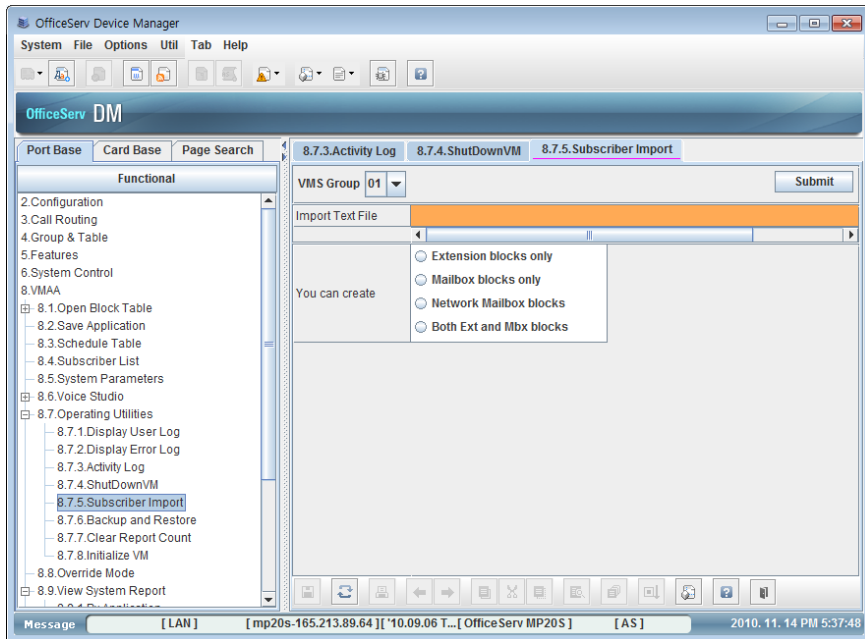 OfficeServ Device Manager
System File Options Util Tab Help
OfficeServ DM
Port Base Card Base Page Search
Functional
2.Configuration
3.Call Routing
4.Group & Table
5.Features
6.System Control
8.VMAA
8.1.Open Block Table
8.2.Save Application
8.3.Schedule Table
8.4.Subscriber List
8.5.System Parameters
8.6.Voice Studio
8.7.Operating Utilities
8.7.1.Display User Log
8.7.2.Display Error Log
8.7.3.Activity Log
8.7.4.ShutDownVM
8.7.5.Subscriber Import
8.7.6.Backup and Restore
8.7.7.Clear Report Count
8.7.8.Initialize VM
8.8.Override Mode
8.9.View System Report
8.7.3.Activity Log 8.7.4.ShutDownVM 8.7.5.Subscriber Import
VMS Group 01 Submit
Import Text File
You can create
Extension blocks only
Mailbox blocks only
Network Mailbox blocks
Both Ext and Mbx blocks
Message [LAN] [ mp20s-165.213.89.64 ][ '10.09.06 T...[ OfficeServ MP20S ] [AS] 2010. 11. 14 PM 5:37:48